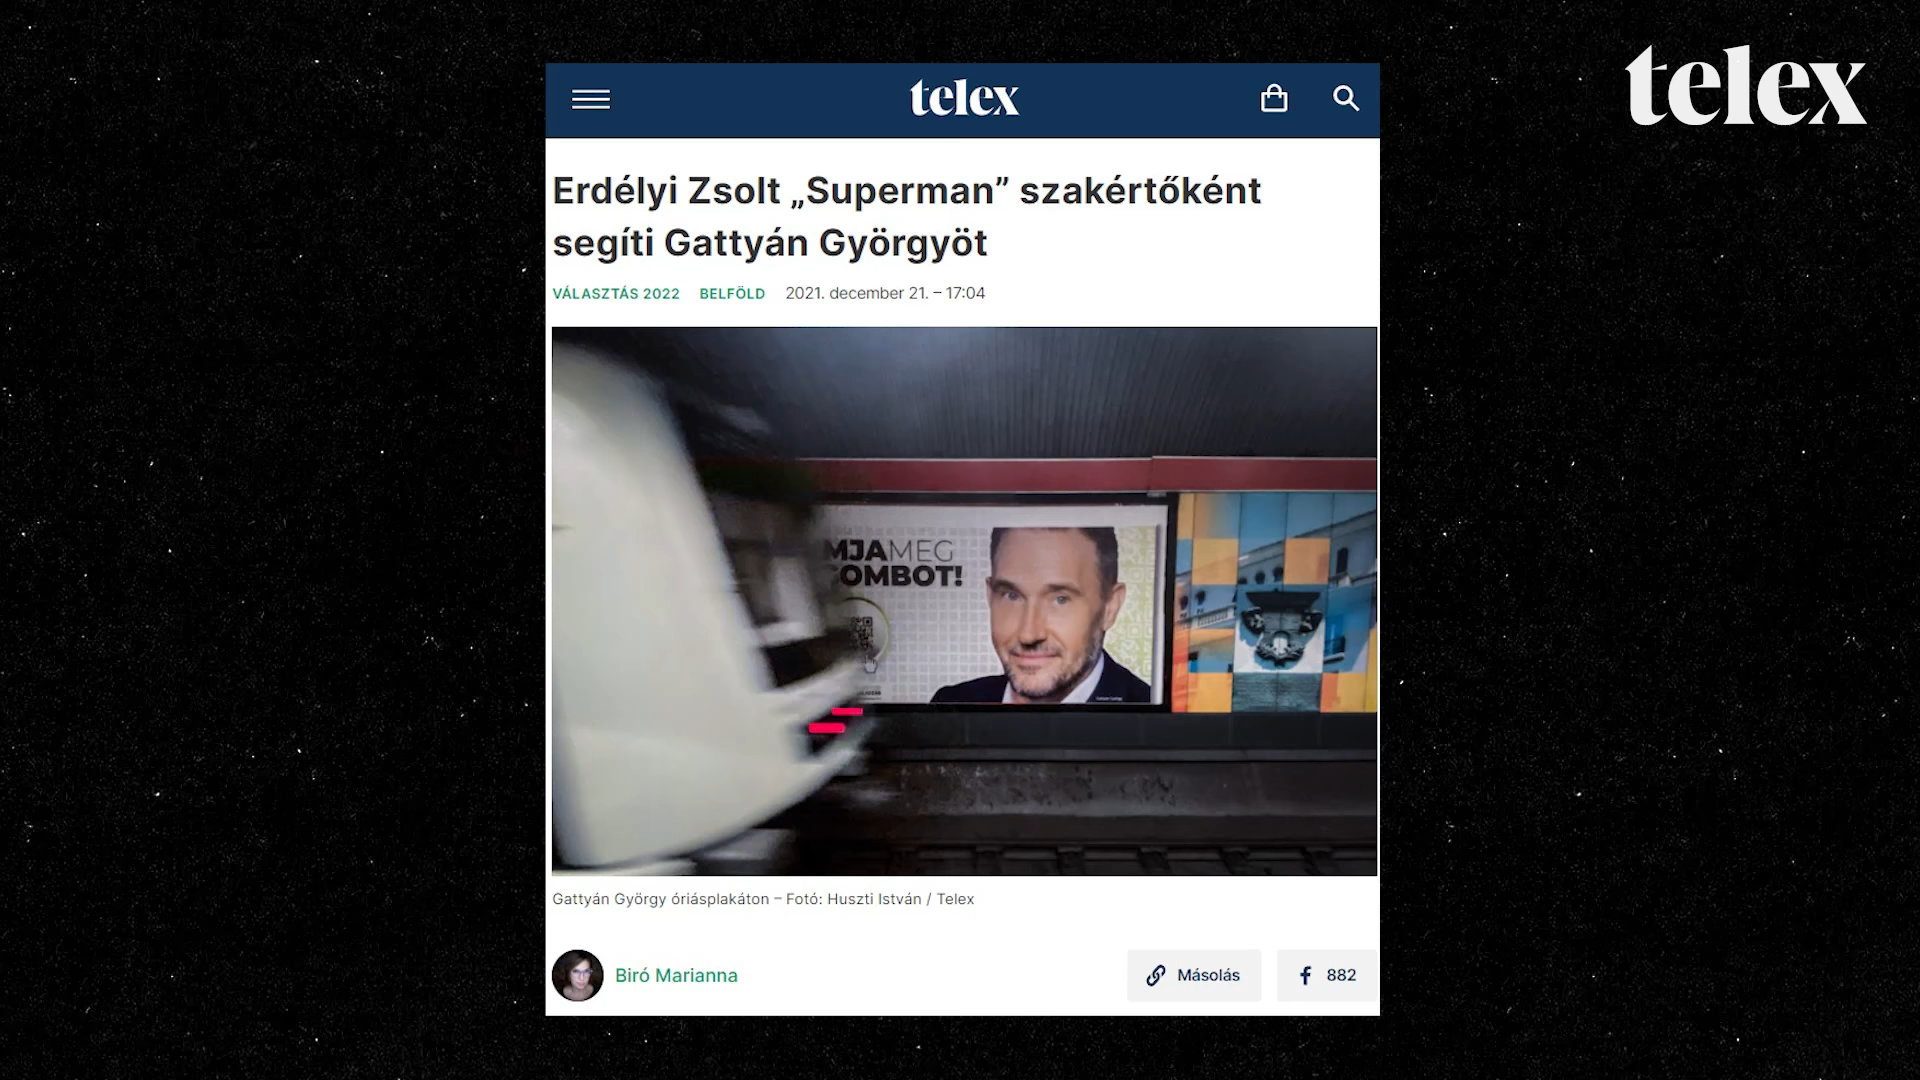 telex
telex
Erdélyi Zsolt „Superman” szakértőként
segíti Gattyán Györgyöt
VÁLASZTÁS 2022 BELFÖLD 2021. december 21. – 17:04
MJAMEG
OMBOT!
Gattyán György óriásplakáton – Fotó: Huszti István / Telex
Biró Marianna
Másolás
882